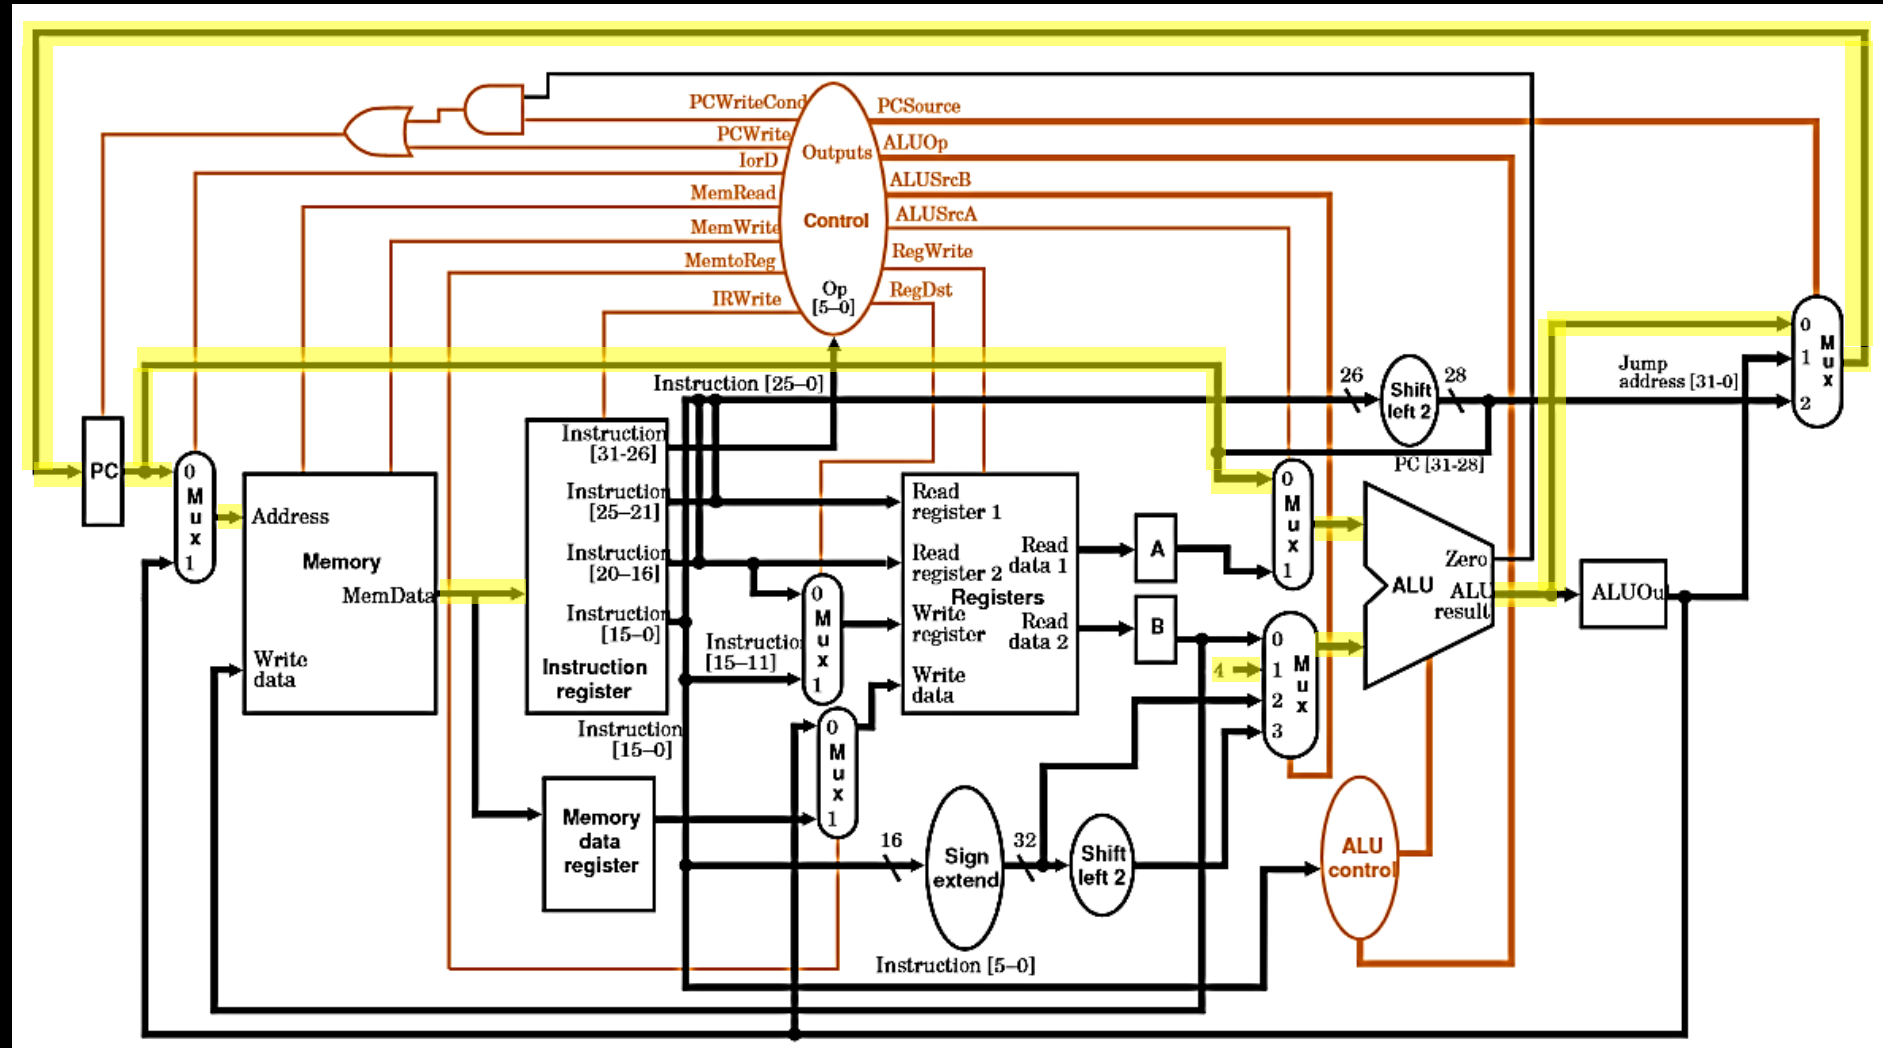 PCWriteCond
PCWrite
IorD
MemRead
MemWrite
MemtoReg
IRWrite
Outputs
Control
Op
[5–0]
PCSource
ALUOp
ALUSrcB
ALUSrcA
RegWrite
RegDst
PC
0
M
u
x
1
Address
Memory
MemData
Write
data
Instruction [25–0]
Instruction
[31-26]
Instruction
[25–21]
Instruction
[20–16]
Instruction
[15–0]
Instruction
register
Instruction
[15–0]
Memory
data
register
Instruction
[15–11]
0
M
u
x
1
0
M
u
x
1
Read
register 1
Read
register 2
Registers
Write
register
Write
data
Read
data 1
Read
data 2
A
B
16
Sign
extend
32
Shift
left 2
Instruction [5–0]
26
Shift
left 2
28
PC [31-28]
Jump
address [31-0]
0
M
u
x
1
4
0
1
2
3
M
u
x
Zero
ALU
ALU
result
ALU
control
ALUOu
0
1
2
M
u
x